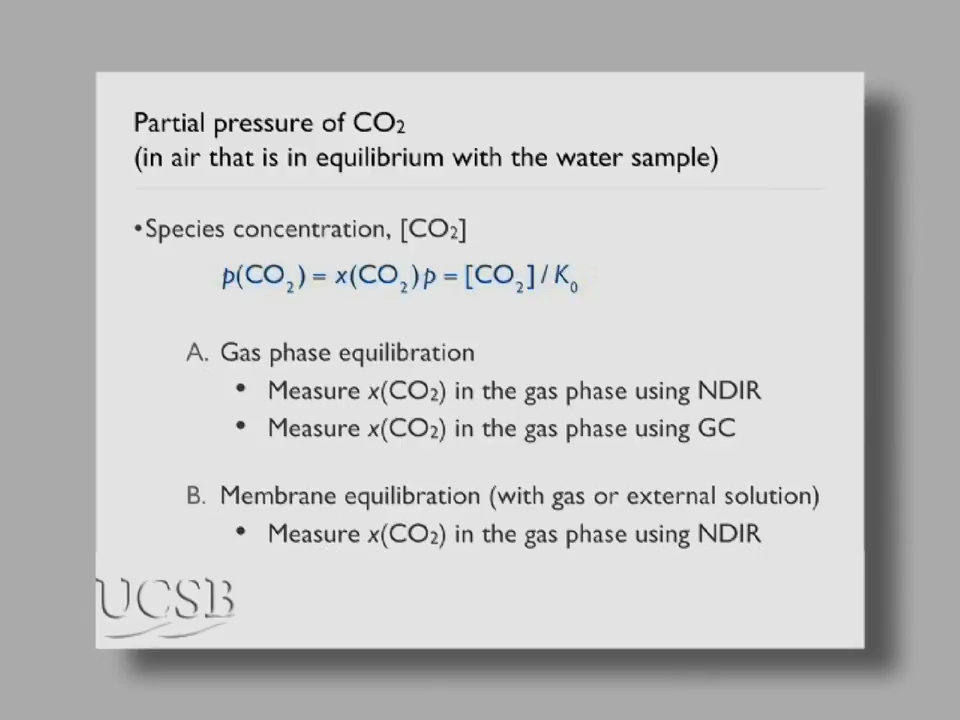 Partial pressure of CO₂
(in air that is in equilibrium with the water sample)
•Species concentration, [CO₂]
p(CO₂) = x(CO₂)p = [CO₂] / K₀
A. Gas phase equilibration
• Measure x(CO₂) in the gas phase using NDIR
• Measure x(CO₂) in the gas phase using GC
B. Membrane equilibration (with gas or external solution)
• Measure x(CO₂) in the gas phase using NDIR
UCSB